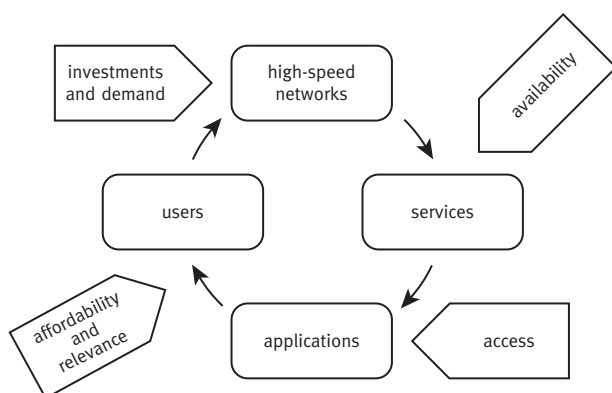 investments
and demand
high-speed
networks
availability
users
services
affordability
and
relevance
applications
access